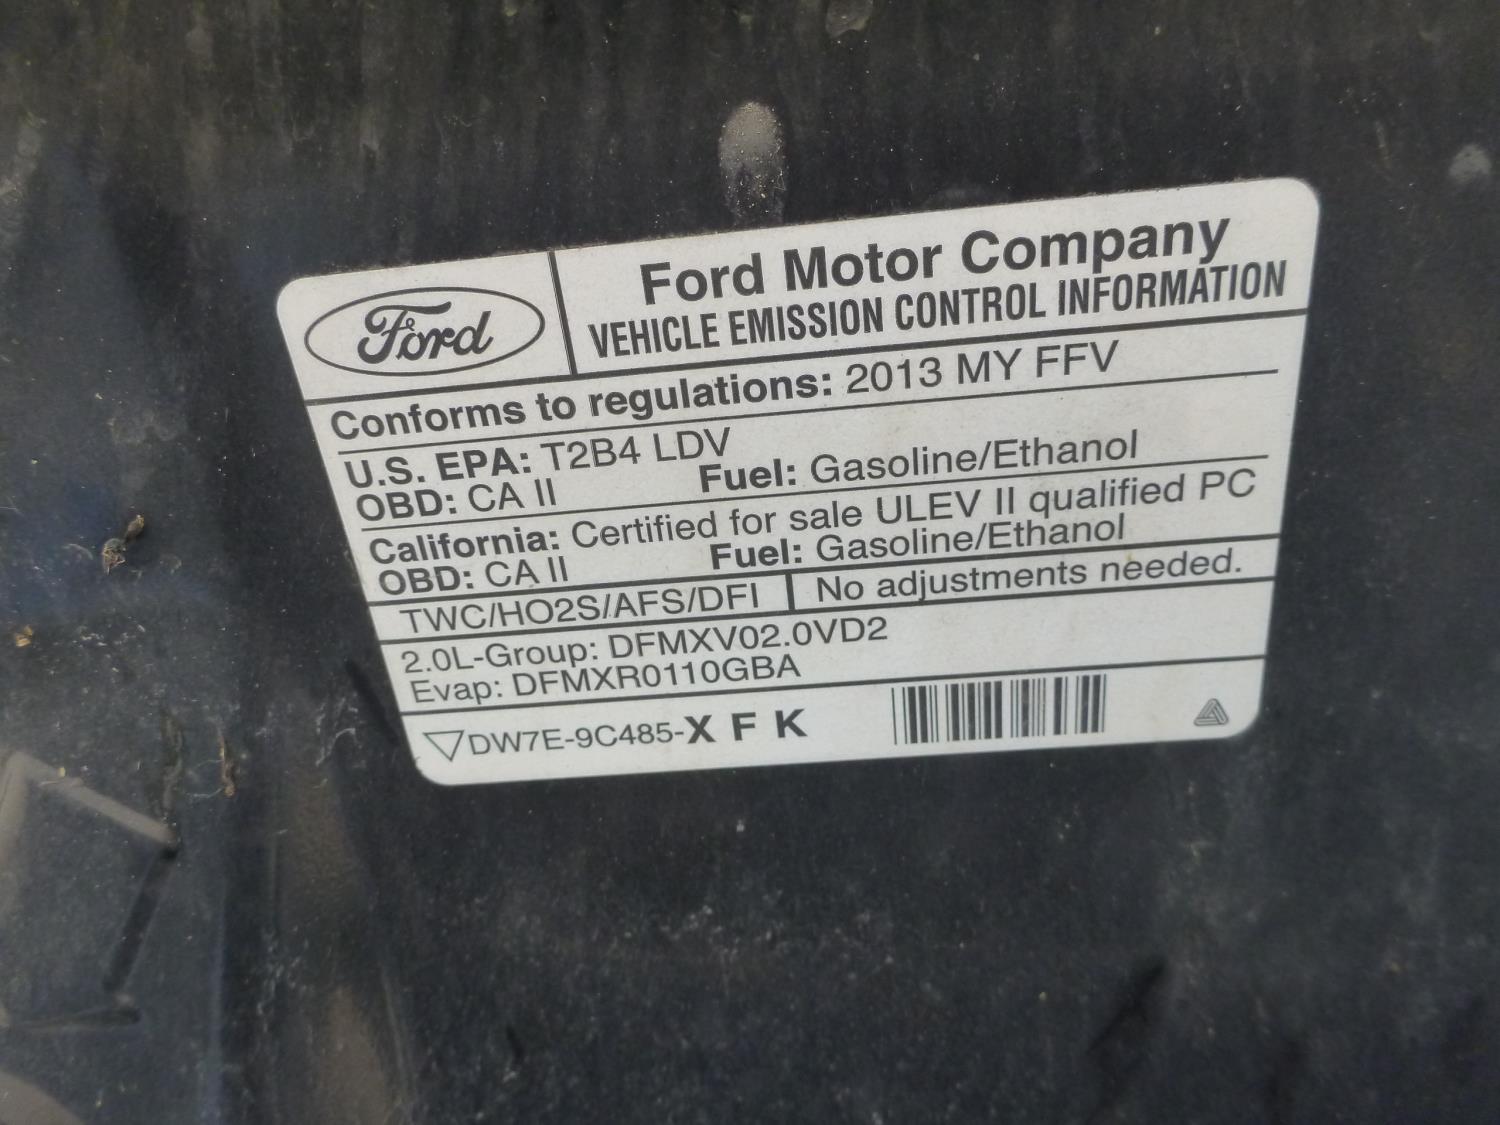 Ford
Ford Motor Company
VEHICLE EMISSION CONTROL INFORMATION
Conforms to regulations: 2013 MY FFV
U.S. EPA: T2B4 LDV
OBD: CA II Fuel: Gasoline/Ethanol
California: Certified for sale ULEV II qualified PC
OBD: CA II Fuel: Gasoline/Ethanol
TWC/HO2S/AFS/DFI No adjustments needed.
2.0L-Group: DFMXV02.0VD2
Evap: DFMXR0110GBA
DW7E-9C485-X F K